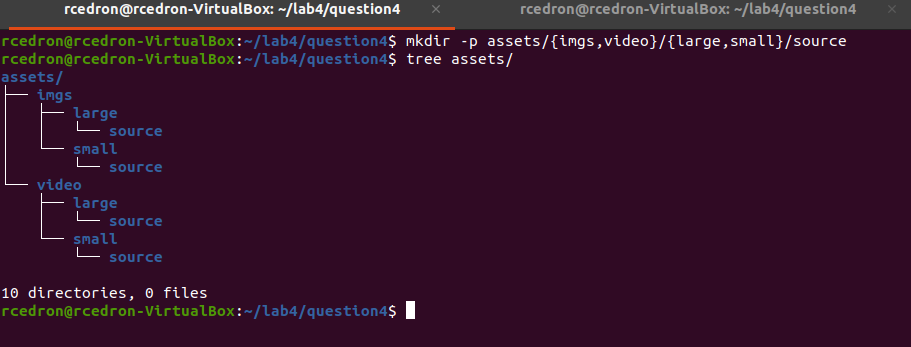 rcedron@rcedron-VirtualBox: ~/lab4/question4 × rcedron@rcedron-VirtualBox: ~/lab4/question4 ×
rcedron@rcedron-VirtualBox:~/lab4/question4$ mkdir -p assets/{imgs,video}/{large,small}/source
rcedron@rcedron-VirtualBox:~/lab4/question4$ tree assets/
assets/
├── imgs
│   ├── large
│   │   └── source
│   └── small
│       └── source
└── video
    ├── large
    │   └── source
    └── small
        └── source
10 directories, 0 files
rcedron@rcedron-VirtualBox:~/lab4/question4$